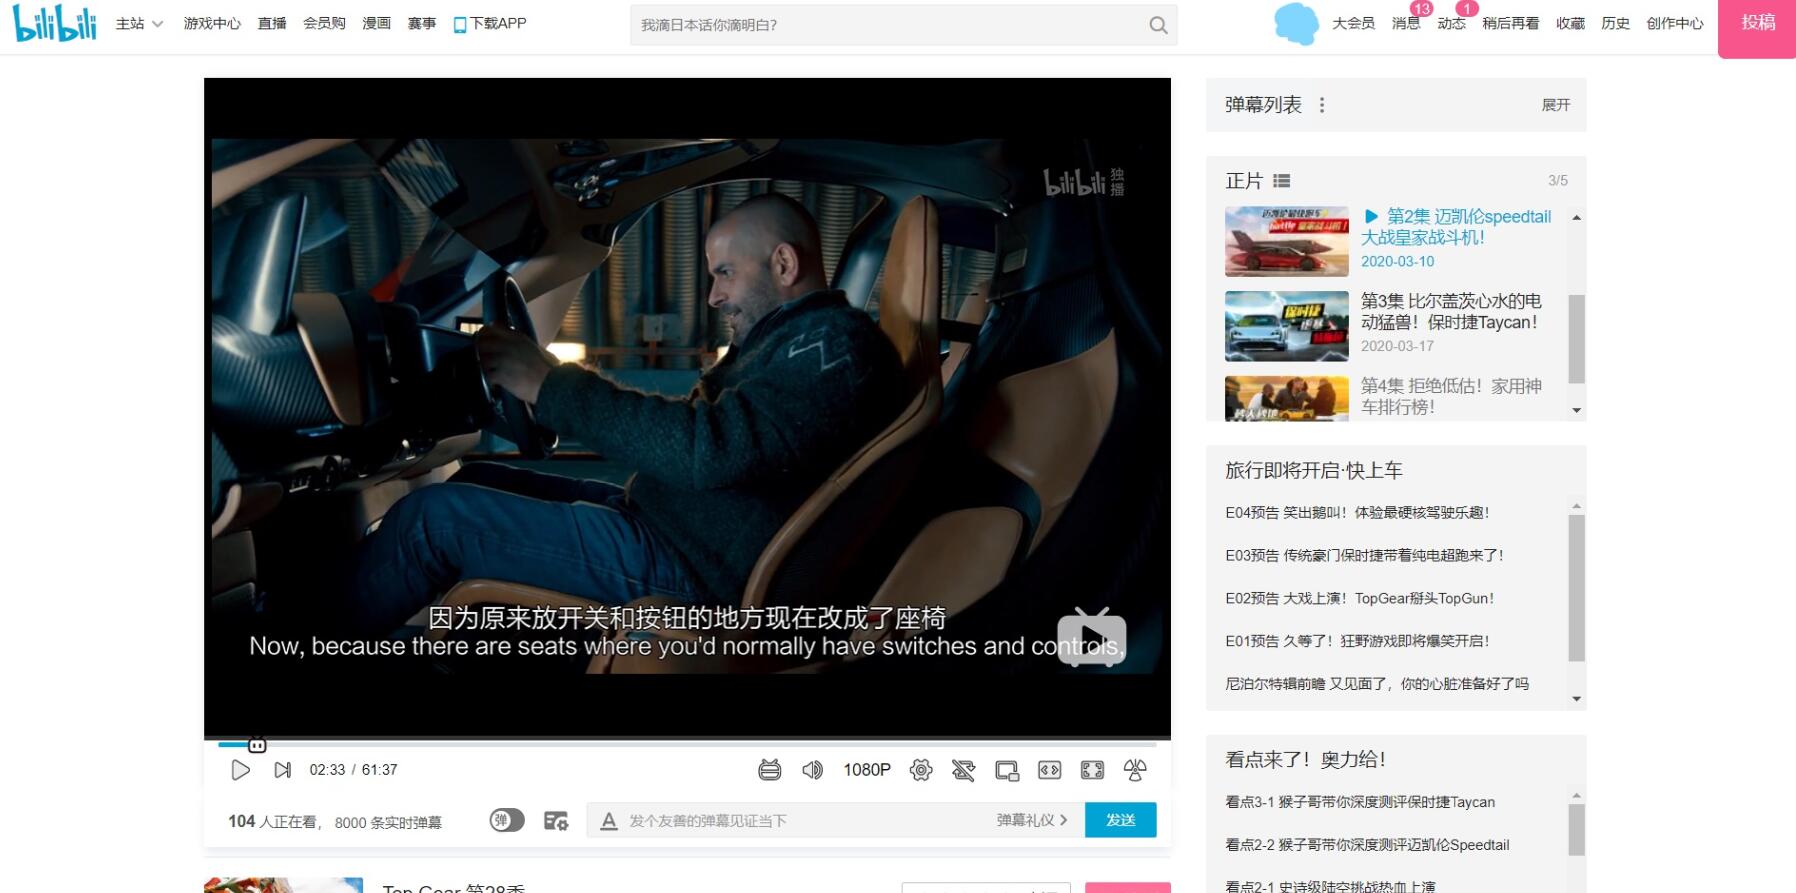 bilibili 主站 游戏中心 直播 会员购 漫画 赛事 下载APP 我滴日本话你滴明白? 大会员 消息 13 动态 1 稍后再看 收藏 历史 创作中心 投稿
bilibili 独播
因为原来放开关和按钮的地方现在改成了座椅
Now, because there are seats where you'd normally have switches and controls,
02:33 / 61:37 1080P
104 人正在看， 8000 条实时弹幕 弹 A 发个友善的弹幕见证当下 弹幕礼仪 > 发送
Top Gear 第28季
弹幕列表 展开
正片 3/5
第2集 迈凯伦speedtail
大战皇家战斗机！
2020-03-10
第3集 比尔盖茨心水的电
动猛兽！保时捷Taycan！
2020-03-17
第4集 拒绝低估！家用神
车排行榜！
旅行即将开启·快上车
E04预告 笑出鹅叫！体验最硬核驾驶乐趣！
E03预告 传统豪门保时捷带着纯电超跑来了！
E02预告 大戏上演！TopGear掰头TopGun！
E01预告 久等了！狂野游戏即将爆笑开启！
尼泊尔特辑前瞻 又见面了，你的心脏准备好了吗
看点来了！奥力给！
看点3-1 猴子哥带你深度测评保时捷Taycan
看点2-2 猴子哥带你深度测评迈凯伦Speedtail
看点2-1 史诗级陆空挑战热血上演